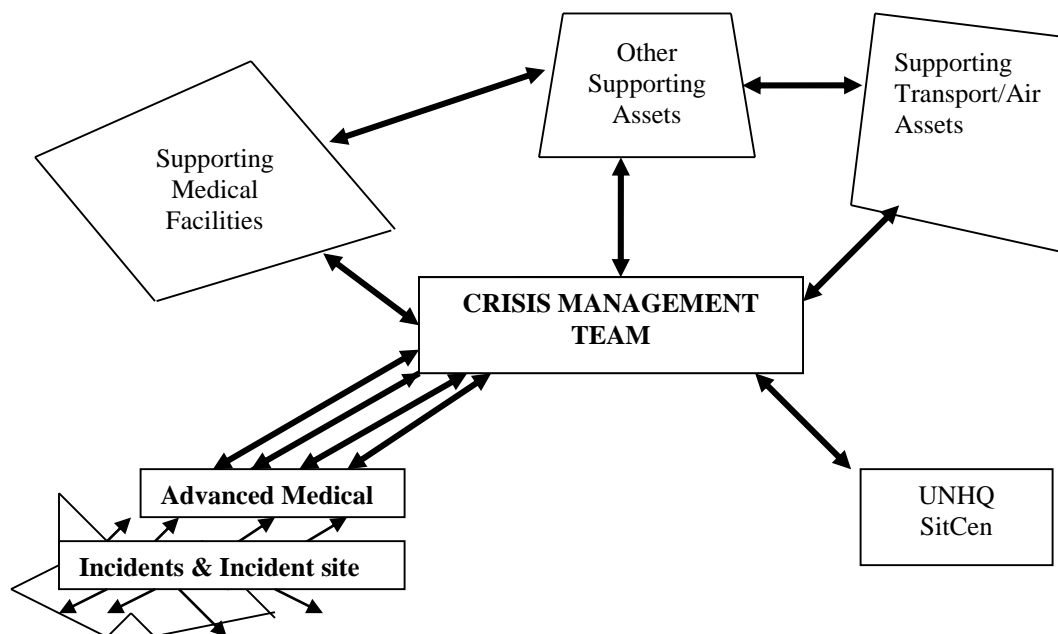 Other
Supporting
Assets
Supporting
Transport/Air
Assets
Supporting
Medical
Facilities
CRISIS MANAGEMENT
TEAM
Advanced Medical
UNHQ
SitCen
Incidents & Incident site